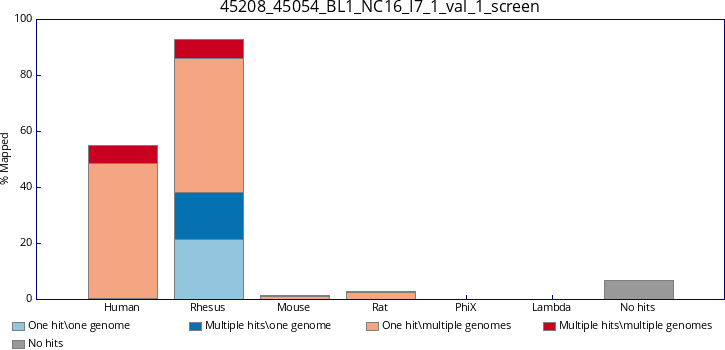 45208_45054_BL1_NC16_I7_1_val_1_screen
100
80
60
40
20
0
% Mapped
Human Rhesus Mouse Rat PhiX Lambda No hits
One hit\one genome Multiple hits\one genome One hit\multiple genomes Multiple hits\multiple genomes
No hits